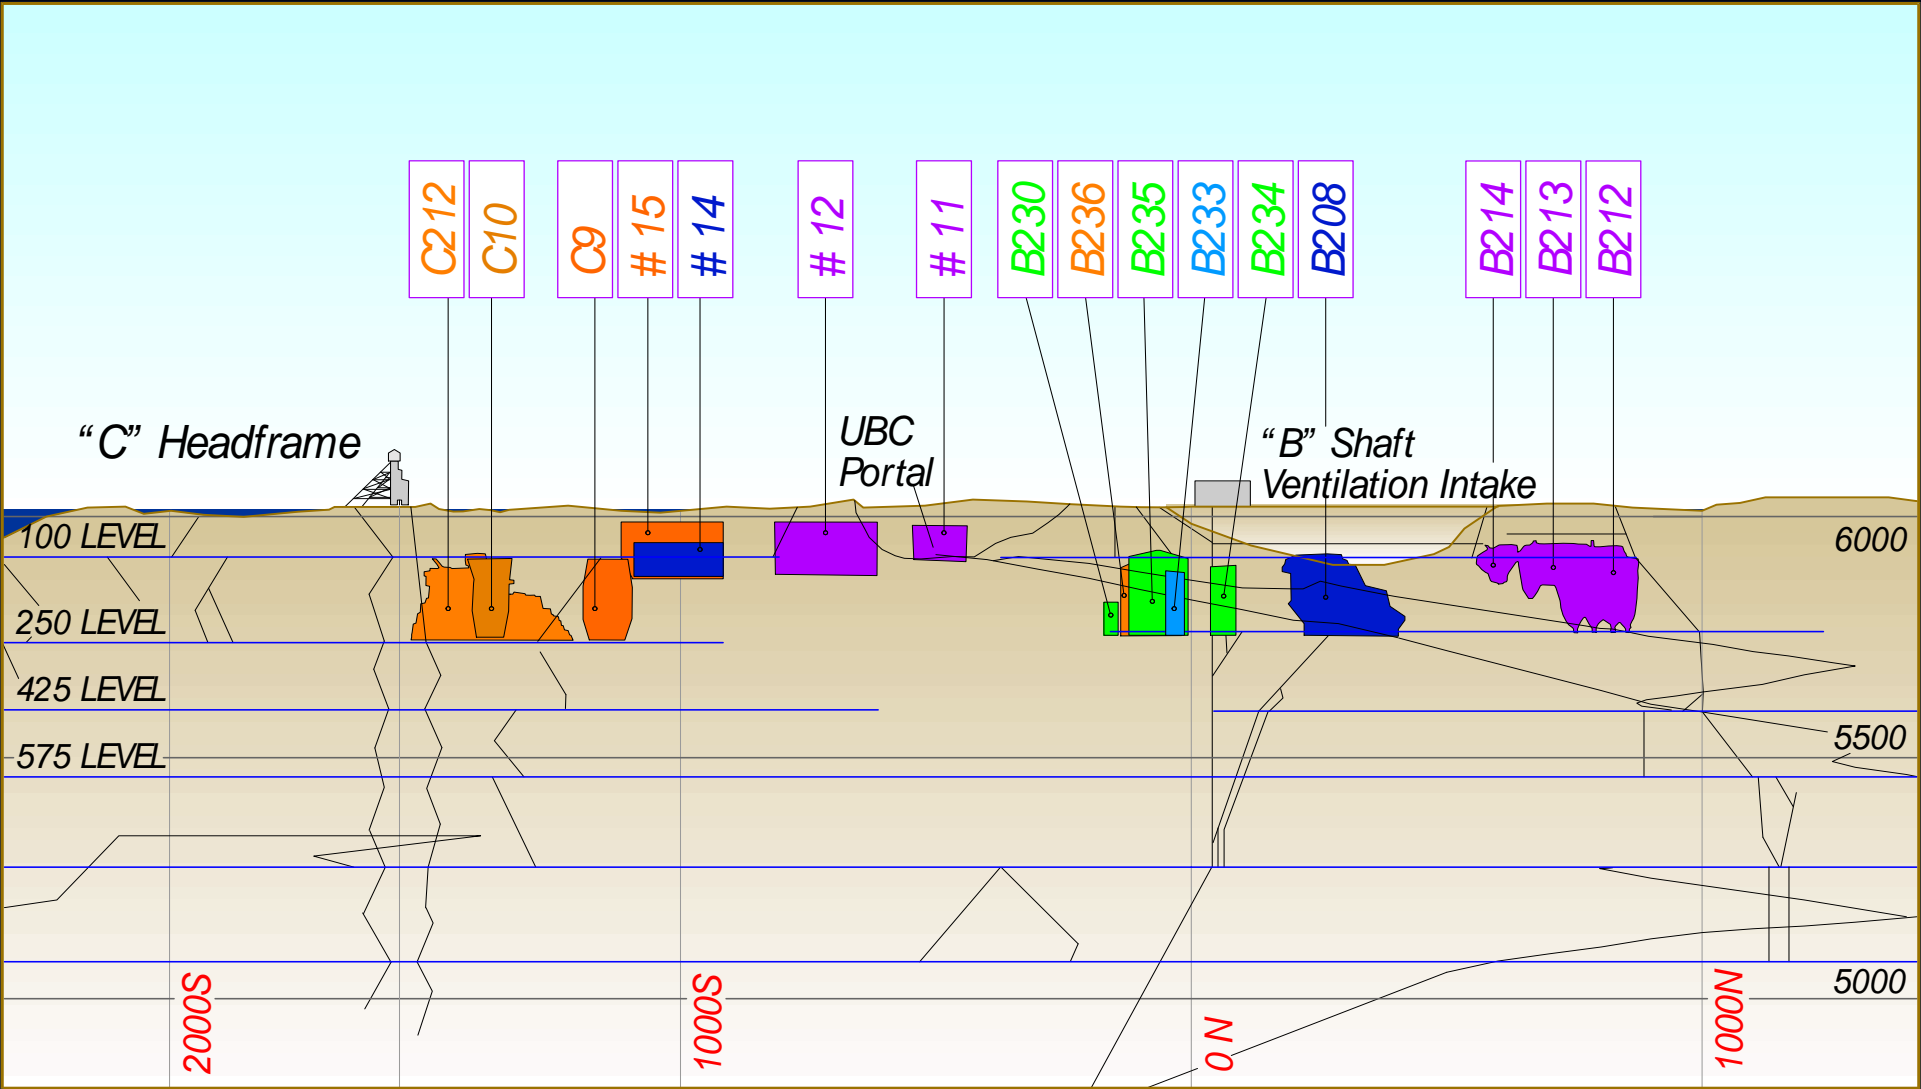 C212
C10
C9
# 15
# 14
# 12
# 11
B230
B236
B235
B233
B234
B208
B214
B213
B212
“C” Headframe
UBC
Portal
“B” Shaft
Ventilation Intake
100 LEVEL
6000
250 LEVEL
425 LEVEL
575 LEVEL
5500
5000
2000S
1000S
0 N
1000N